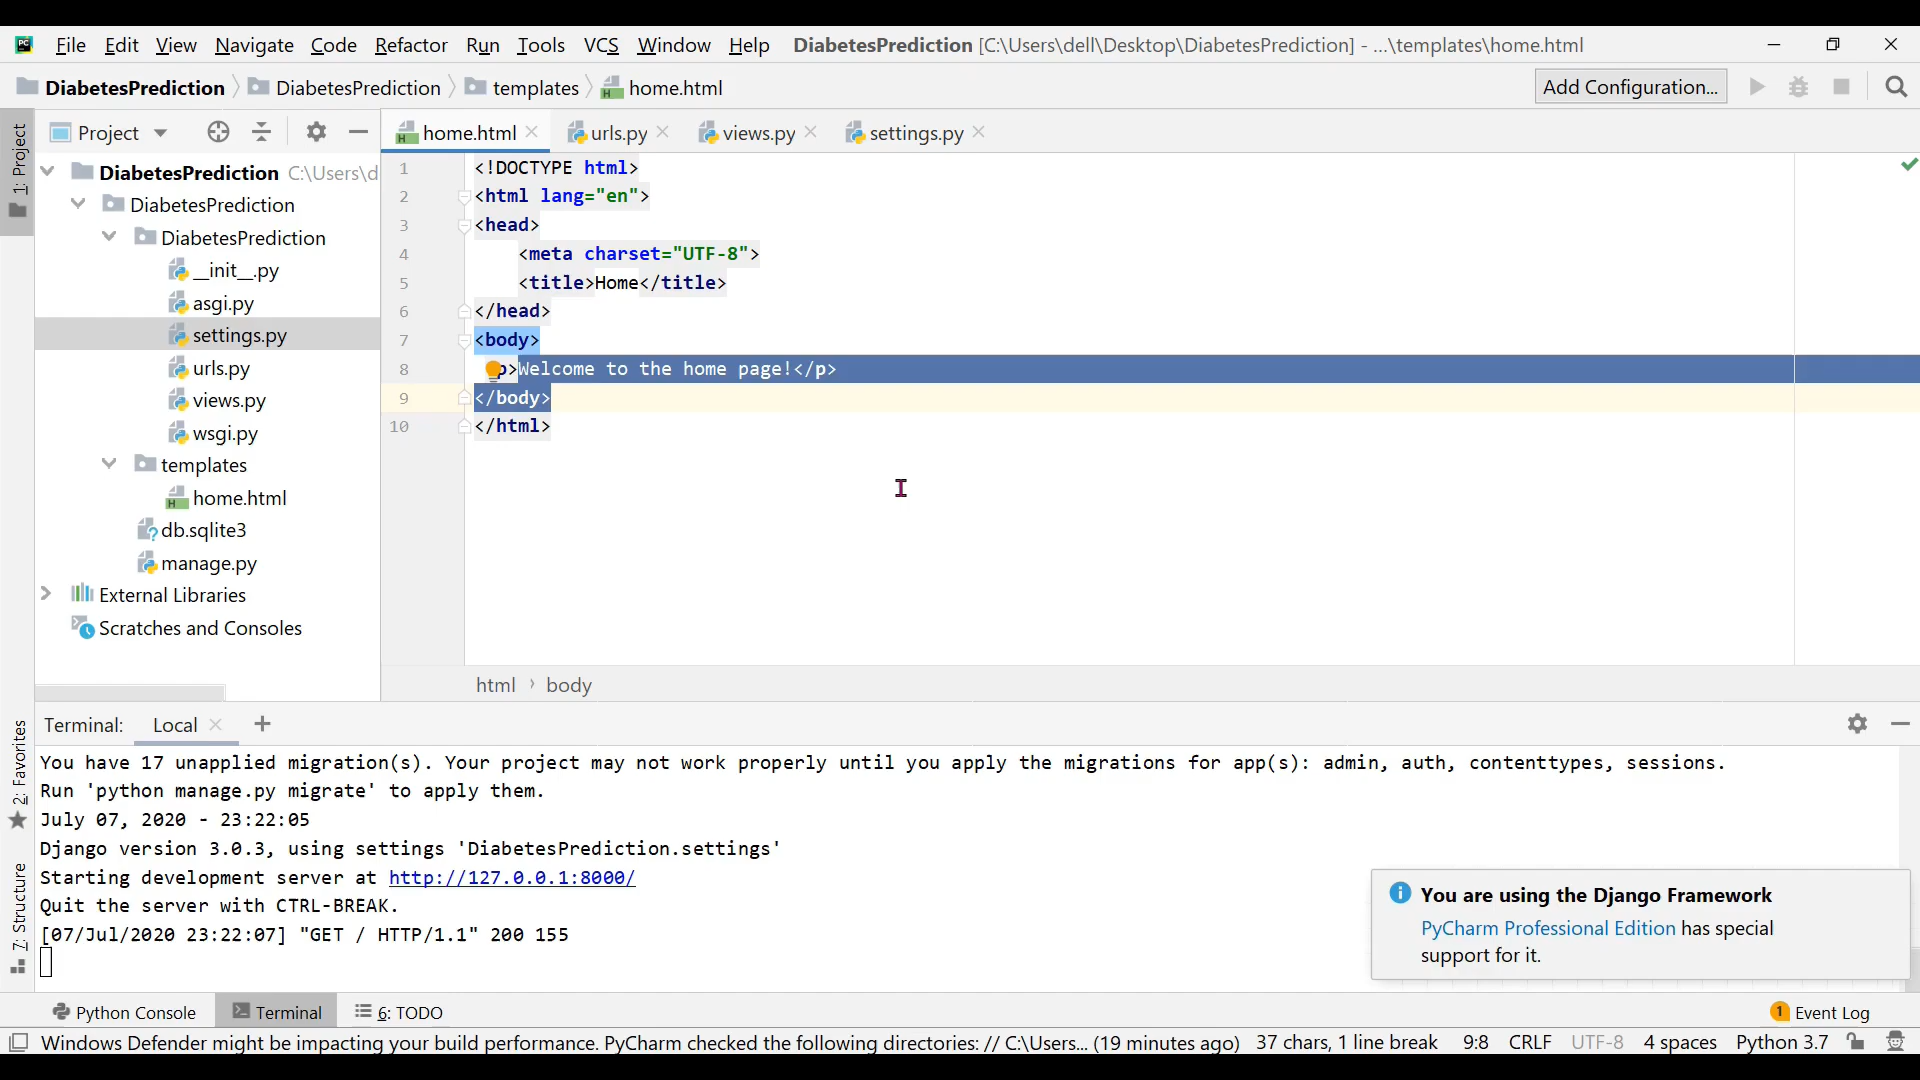 PC File Edit View Navigate Code Refactor Run Tools VCS Window Help DiabetesPrediction [C:\Users\dell\Desktop\DiabetesPrediction] - ...\templates\home.html
DiabetesPrediction DiabetesPrediction templates home.html Add Configuration...
1: Project
Project
home.html urls.py views.py settings.py
DiabetesPrediction C:\Users\d
DiabetesPrediction
DiabetesPrediction
__init__.py
asgi.py
settings.py
urls.py
views.py
wsgi.py
templates
home.html
db.sqlite3
manage.py
External Libraries
Scratches and Consoles
1 <!DOCTYPE html>
2 <html lang="en">
3 <head>
4 <meta charset="UTF-8">
5 <title>Home</title>
6 </head>
7 <body>
8 p>Welcome to the home page!</p>
9 </body>
10 </html>
html › body
2: Favorites
7: Structure
Terminal: Local
You have 17 unapplied migration(s). Your project may not work properly until you apply the migrations for app(s): admin, auth, contenttypes, sessions.
Run 'python manage.py migrate' to apply them.
July 07, 2020 - 23:22:05
Django version 3.0.3, using settings 'DiabetesPrediction.settings'
Starting development server at http://127.0.0.1:8000/
Quit the server with CTRL-BREAK.
[07/Jul/2020 23:22:07] "GET / HTTP/1.1" 200 155
You are using the Django Framework
PyCharm Professional Edition has special
support for it.
Python Console Terminal 6: TODO 1 Event Log
Windows Defender might be impacting your build performance. PyCharm checked the following directories: // C:\Users... (19 minutes ago) 37 chars, 1 line break 9:8 CRLF UTF-8 4 spaces Python 3.7